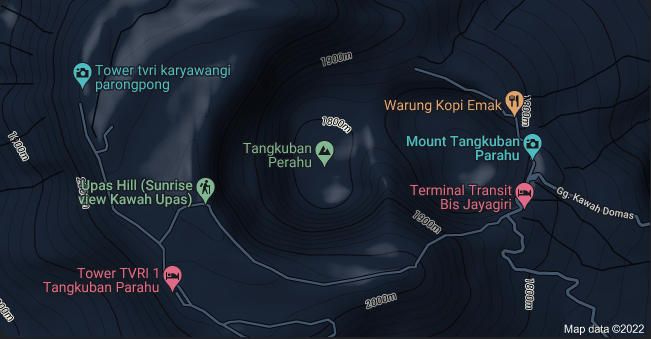 1900m
Tower tvri karyawangi
parongpong
Warung Kopi Emak
1800m
1800m
1100m
Tangkuban
Perahu
Mount Tangkuban
Parahu
Upas Hill (Sunrise
view Kawah Upas)
Terminal Transit
Bis Jayagiri
Gg. Kawah Domas
1900m
Tower TVRI 1
Tangkuban Parahu
2000m
Map data ©2022